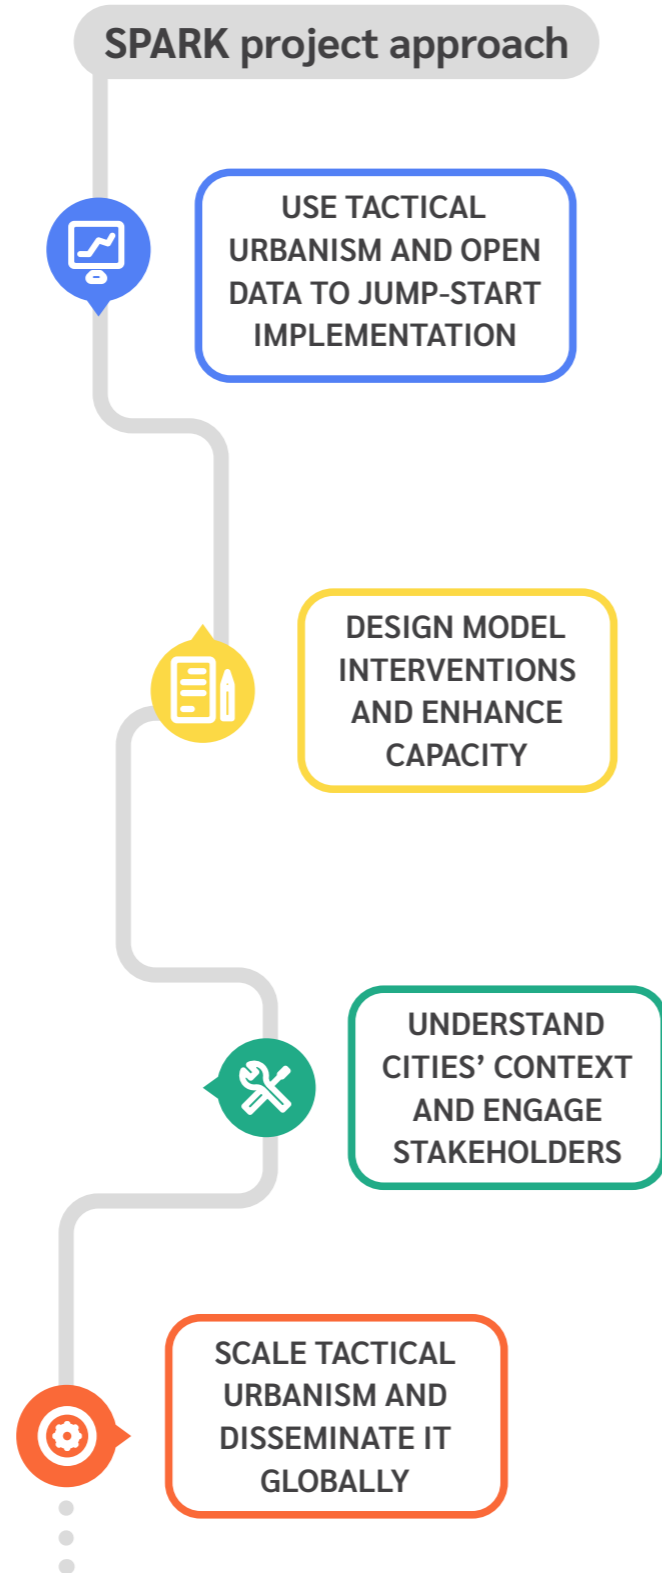 SPARK project approach
USE TACTICAL
URBANISM AND OPEN
DATA TO JUMP-START
IMPLEMENTATION
DESIGN MODEL
INTERVENTIONS
AND ENHANCE
CAPACITY
UNDERSTAND
CITIES’ CONTEXT
AND ENGAGE
STAKEHOLDERS
SCALE TACTICAL
URBANISM AND
DISSEMINATE IT
GLOBALLY